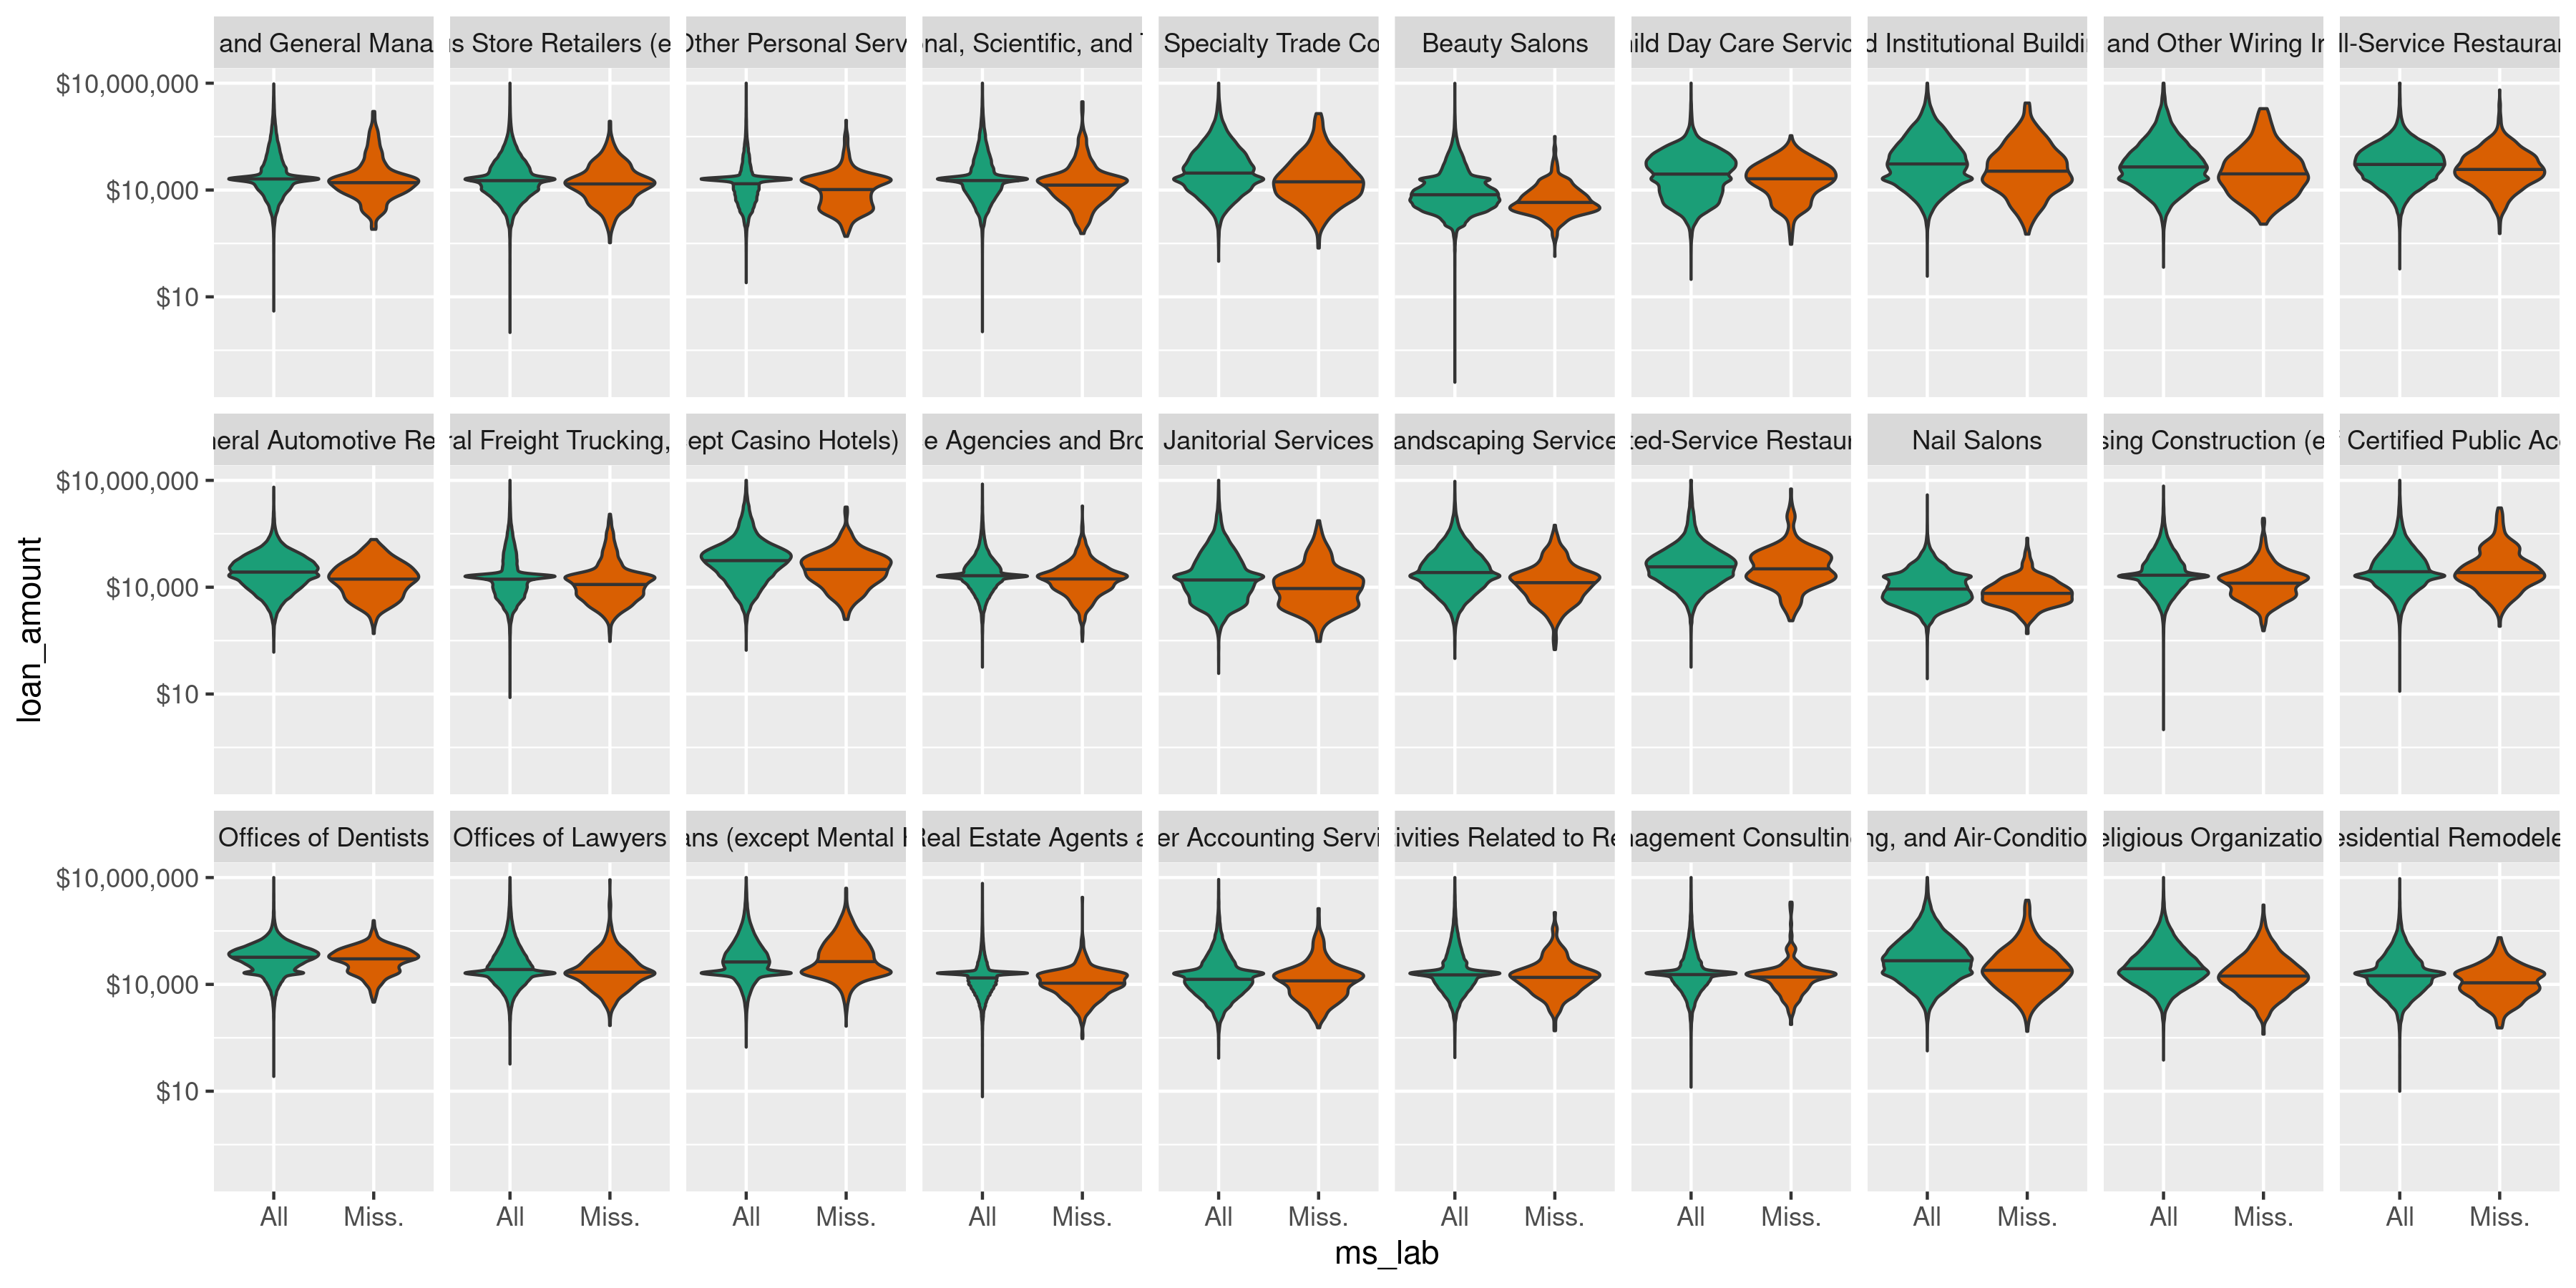 and General Mana
s Store Retailers (e
Other Personal Serv
nal, Scientific, and
Specialty Trade Co
Beauty Salons
ild Day Care Servic
d Institutional Buildi
and Other Wiring I
ll-Service Restaura
$10,000,000
$10,000
$10
neral Automotive Re
ral Freight Trucking,
ept Casino Hotels)
e Agencies and Bro
Janitorial Services
andscaping Service
ted-Service Restau
Nail Salons
sing Construction (e
Certified Public Ac
$10,000,000
$10,000
$10
loan_amount
Offices of Dentists
Offices of Lawyers
ans (except Mental
Real Estate Agents a
er Accounting Servi
ivities Related to Re
nagement Consulting
ng, and Air-Conditio
eligious Organizatio
esidential Remodele
$10,000,000
$10,000
$10
All Miss. All Miss. All Miss. All Miss. All Miss. All Miss. All Miss. All Miss. All Miss. All Miss.
ms_lab